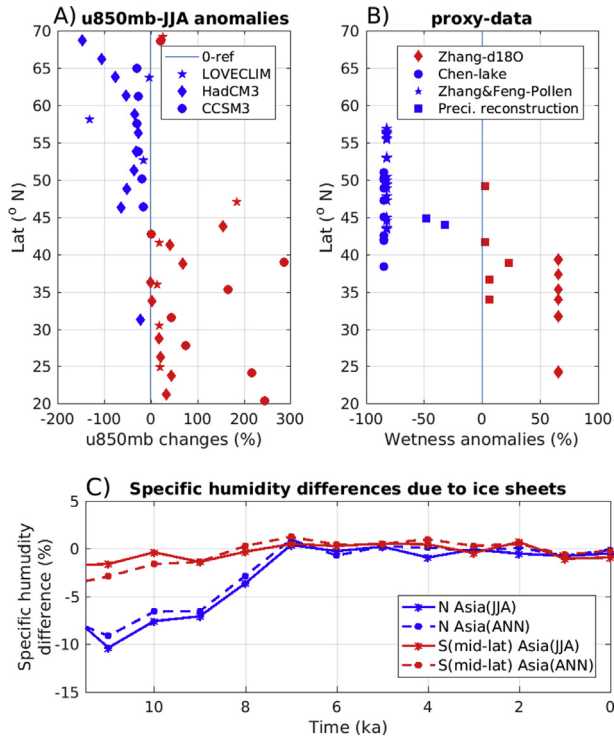 A) u850mb-JJA anomalies
Lat (° N)
70
65
60
55
50
45
40
35
30
25
20
0-ref
LOVECLIM
HadCM3
CCSM3
-200 -100 0 100 200 300
u850mb changes (%)
B) proxy-data
Lat (° N)
70
65
60
55
50
45
40
35
30
25
20
Zhang-d18O
Chen-lake
Zhang&Feng-Pollen
Preci. reconstruction
-100 -50 0 50 100
Wetness anomalies (%)
C) Specific humidity differences due to ice sheets
Specific humudity
difference (%)
5
0
-5
-10
-15
N Asia(JJA)
N Asia(ANN)
S(mid-lat) Asia(JJA)
S(mid-lat) Asia(ANN)
10 8 6 4 2 0
Time (ka)